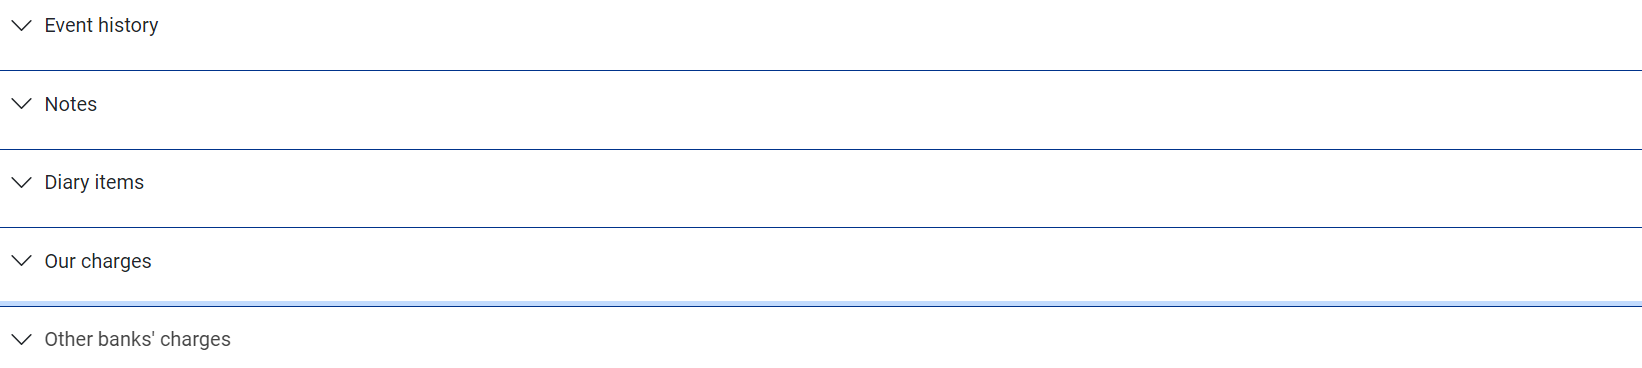 Event history
Notes
Diary items
Our charges
Other banks' charges